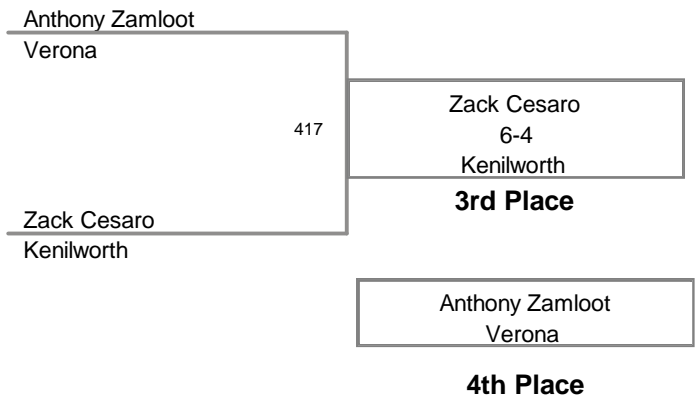 Anthony Zamloot
Verona
417
Zack Cesaro
6-4
Kenilworth
3rd Place
Zack Cesaro
Kenilworth
Anthony Zamloot
Verona
4th Place